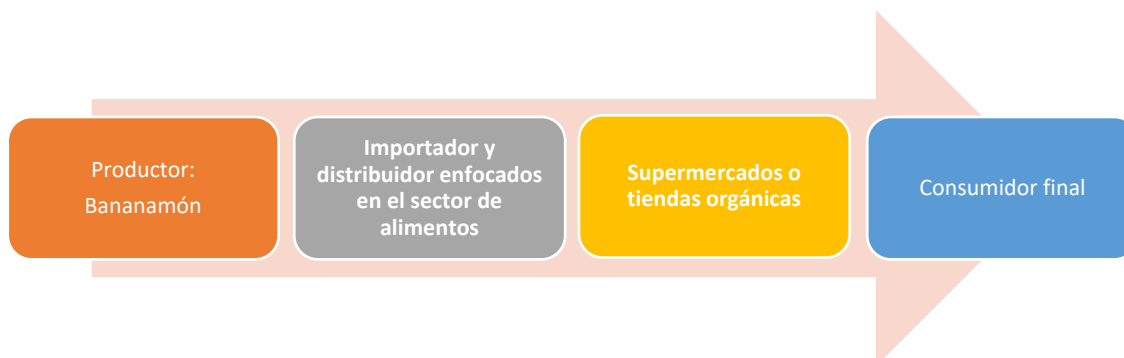 Productor:
Bananamón
Importador y
distribuidor enfocados
en el sector de
alimentos
Supermercados o
tiendas orgánicas
Consumidor final